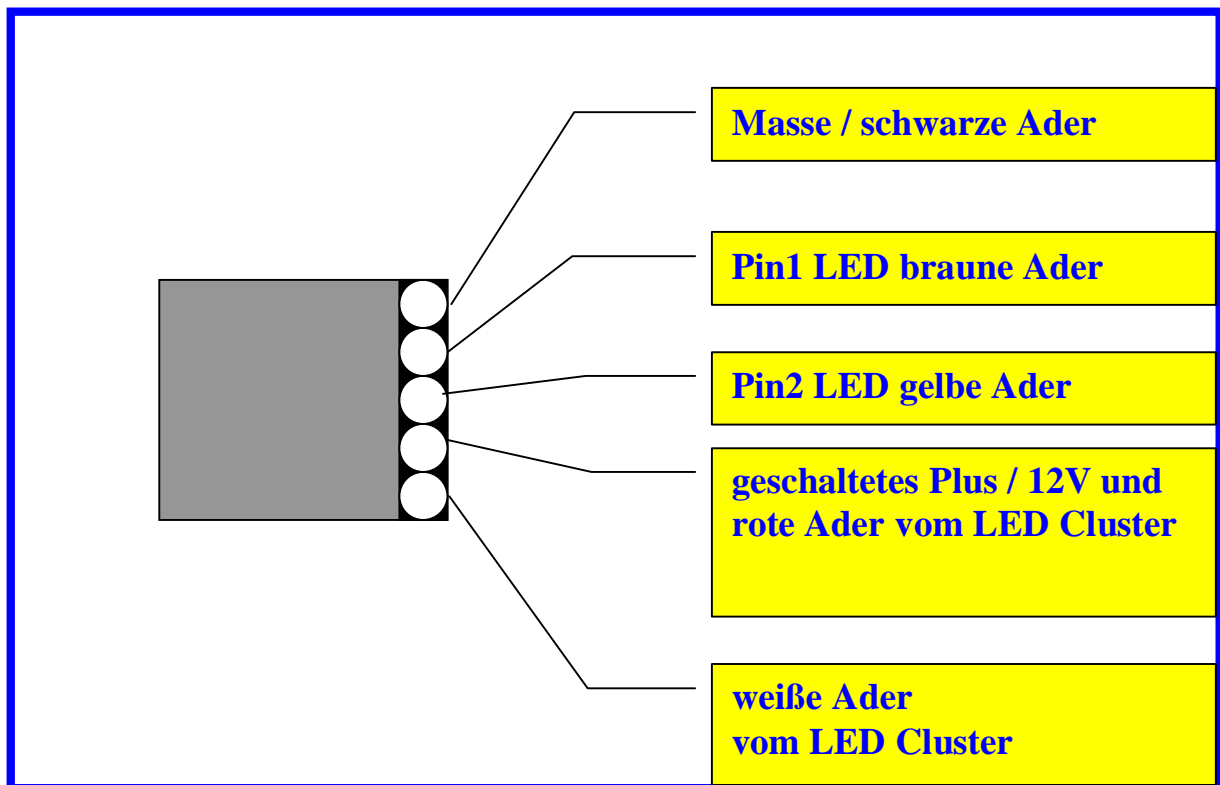 Masse / schwarze Ader
Pin1 LED braune Ader
Pin2 LED gelbe Ader
geschaltetes Plus / 12V und
rote Ader vom LED Cluster
weiße Ader
vom LED Cluster